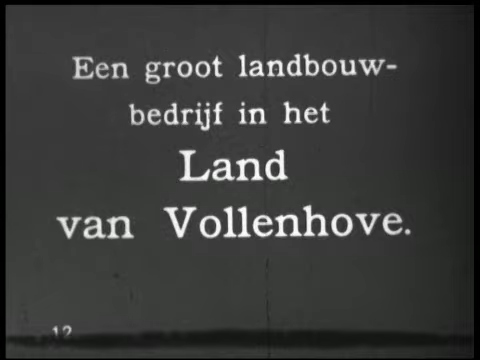 Een groot landbouw-
bedrijf in het
Land
van Vollenhove.
12